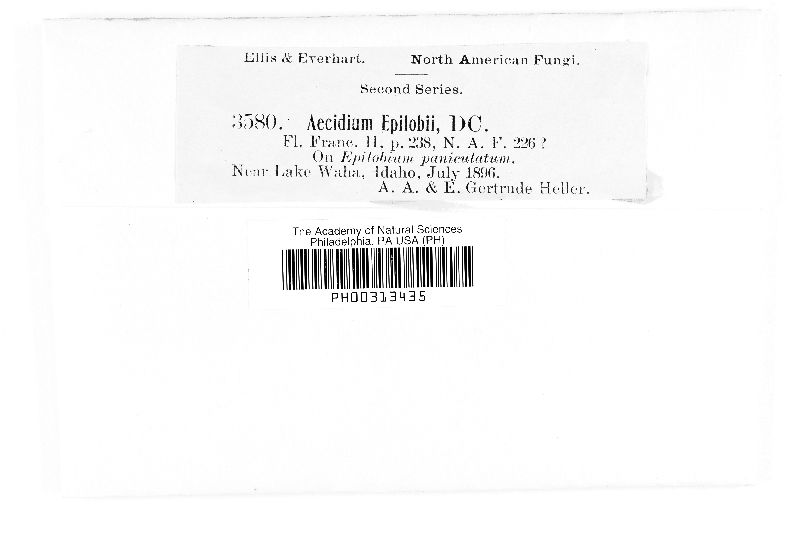 Ellis & Everhart. North American Fungi.
Second Series.
3580. Aecidium Epilobii, DC.
Fl. Franc. II, p. 238, N. A. F. 226 ?
On Epilobium paniculatum.
Near Lake Waha, Idaho, July 1896.
A. A. & E. Gertrude Heller.
The Academy of Natural Sciences
Philadelphia, PA USA (PH)
PH00313435